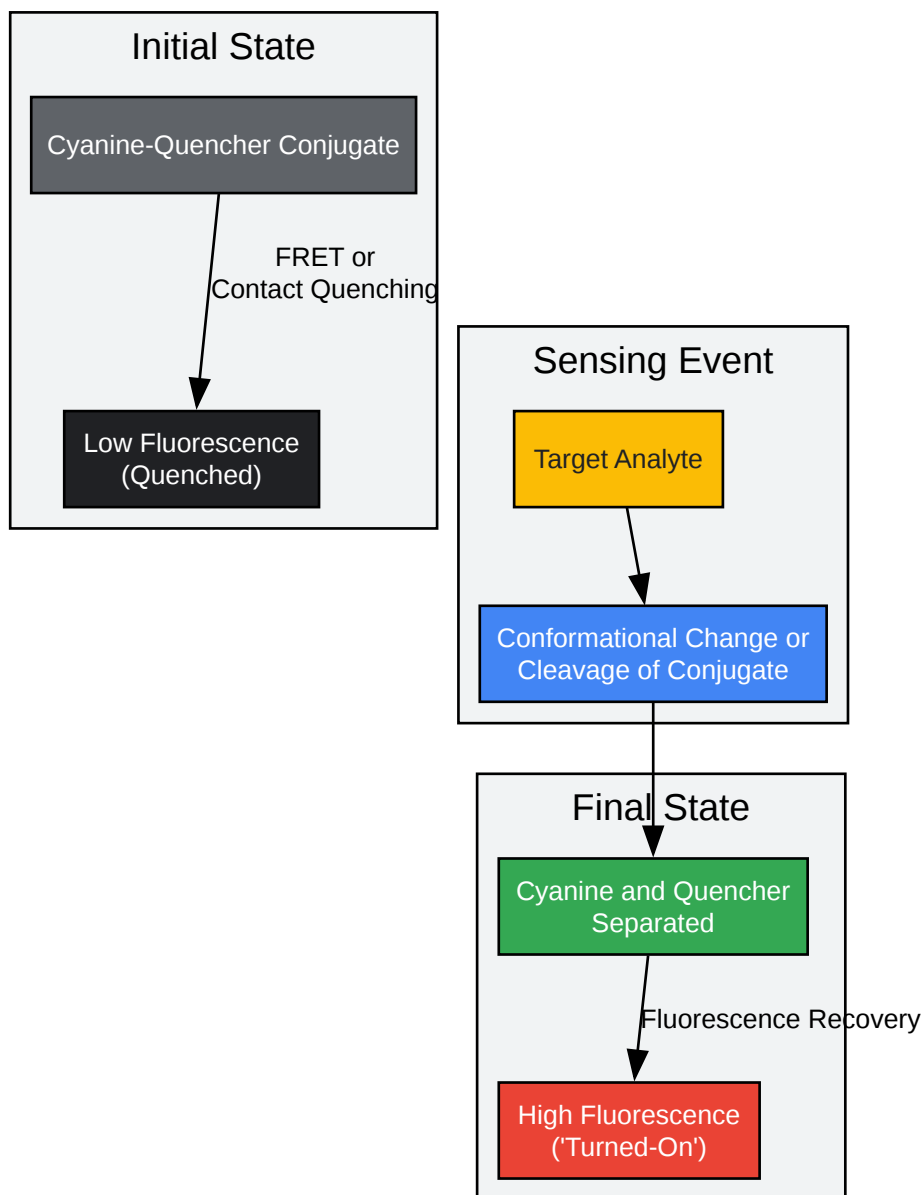 Initial State
Cyanine-Quencher Conjugate
FRET or
Contact Quenching
Low Fluorescence
(Quenched)
Sensing Event
Target Analyte
Conformational Change or
Cleavage of Conjugate
Final State
Cyanine and Quencher
Separated
Fluorescence Recovery
High Fluorescence
('Turned-On')